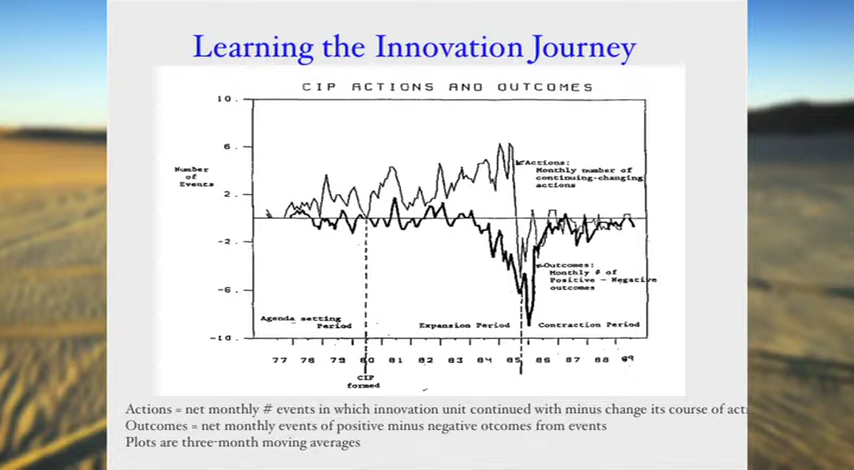 Learning the Innovation Journey
CIP ACTIONS AND OUTCOMES
10.
6.
2.
-2.
-6.
-10.
Number
of
Events
Actions:
Monthly number of
continuing-changing
actions
Outcomes:
Monthly # of
Positive - Negative
outcomes
Agenda setting
Period
Expansion Period
Contraction Period
77 78 79 80 81 82 83 84 85 86 87 88 89
CIP
formed
Actions = net monthly # events in which innovation unit continued with minus change its course of act
Outcomes = net monthly events of positive minus negative otcomes from events
Plots are three-month moving averages